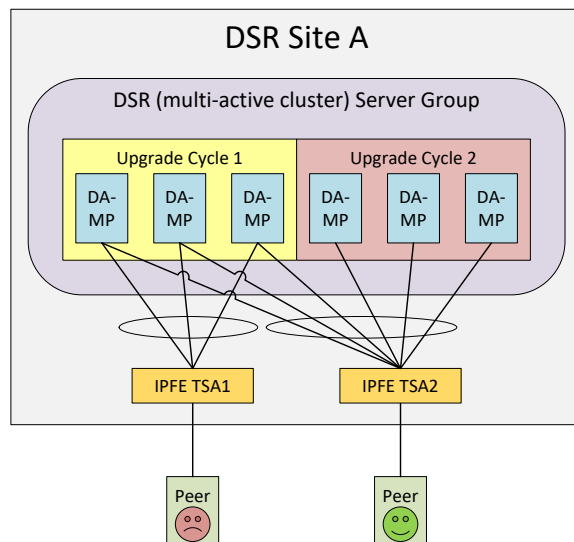 DSR Site A
DSR (multi-active cluster) Server Group
Upgrade Cycle 1
Upgrade Cycle 2
DA-
MP
DA-
MP
DA-
MP
DA-
MP
DA-
MP
DA-
MP
IPFE TSA1
IPFE TSA2
Peer
Peer